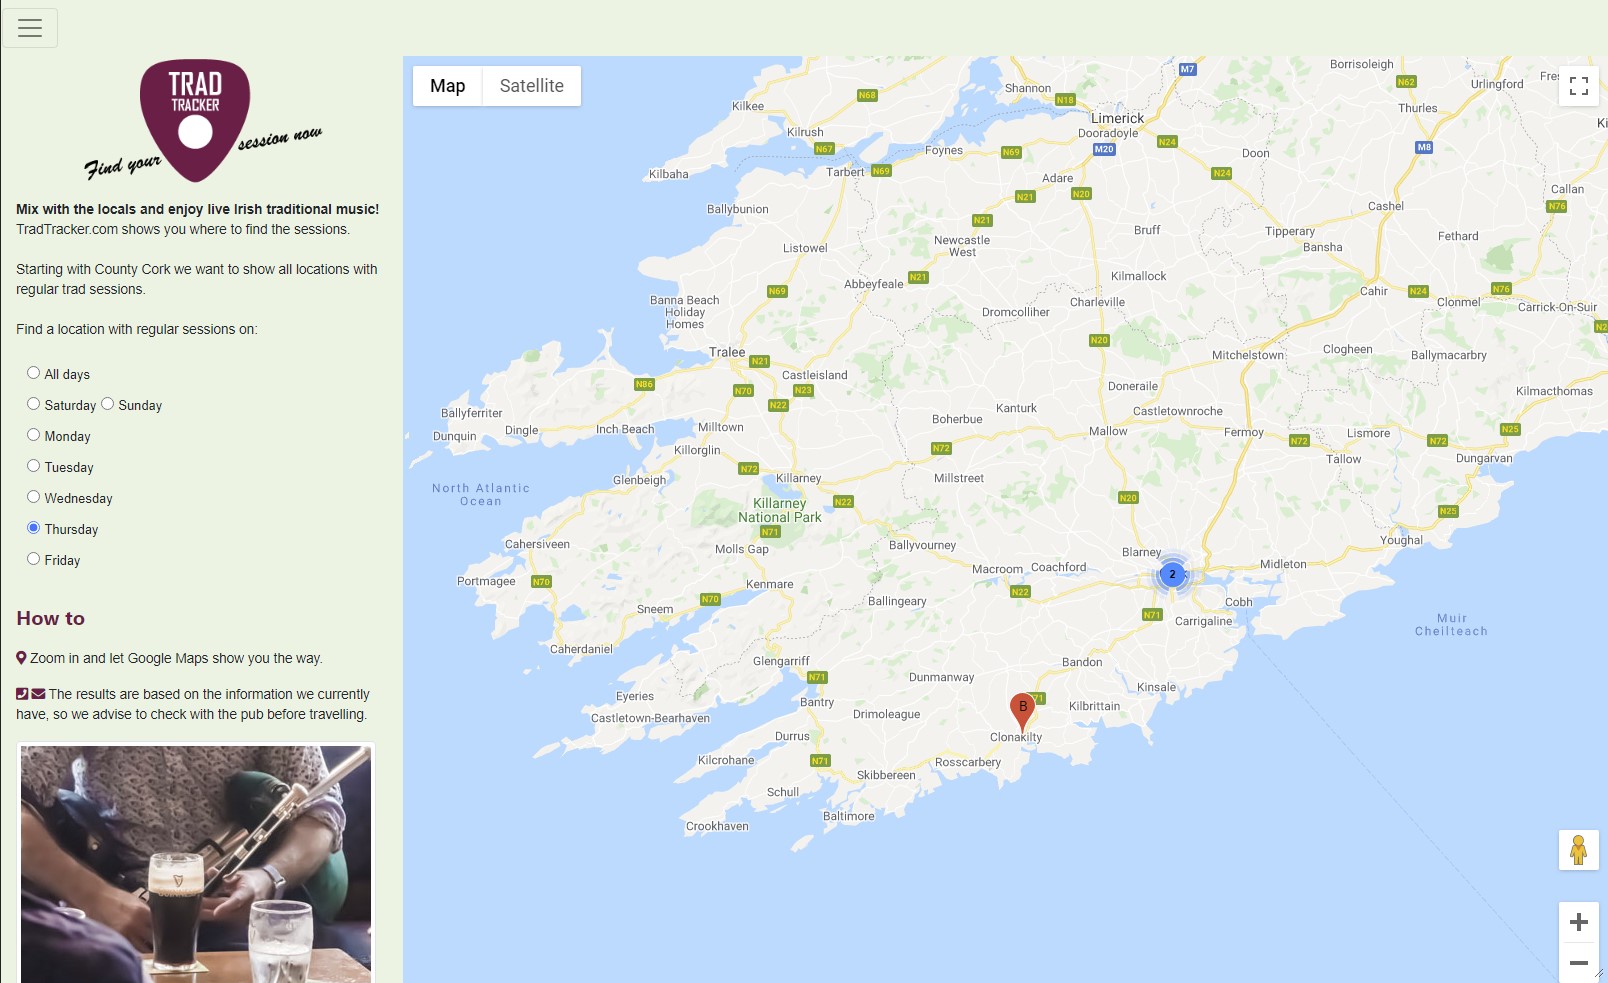 TRAD
TRACKER
Find your session now
Mix with the locals and enjoy live Irish traditional music!
TradTracker.com shows you where to find the sessions.
Starting with County Cork we want to show all locations with
regular trad sessions.
Find a location with regular sessions on:
All days
Saturday Sunday
Monday
Tuesday
Wednesday
Thursday
Friday
How to
Zoom in and let Google Maps show you the way.
The results are based on the information we currently
have, so we advise to check with the pub before travelling.
GUINNESS
Map Satellite
M7
Borrisoleigh
N62
Urlingford
Shannon
N18
N68
Kilkee
Thurles
Limerick
Dooradoyle
Kilrush
N67
Foynes
N69
M20
N24
M8
Doon
Tarbert
N69
Kilbaha
Adare
N24
N21
N20
Callan
N76
Cashel
Ballybunion
N21
Bruff
Tipperary
Bansha
Fethard
Listowel
Newcastle
West
Kilmallock
N21
Abbeyfeale
N69
Cahir
N24
N76
Clonmel
Carrick-On-Suir
Banna Beach
Holiday
Homes
Charleville
Dromcolliher
N20
Tralee
N21
Mitchelstown
Clogheen
Ballymacarbry
Castleisland
N86
N70
N23
N22
Doneraile
Kilmacthomas
Ballyferriter
Dunquin
Dingle
Inch Beach
Milltown
Boherbue
Kanturk
Castletownroche
Mallow
Fermoy
N72
Lismore
N72
N25
Killorglin
N72
Tallow
Dungarvan
N72
Glenbeigh
Killarney
Millstreet
North Atlantic
Ocean
N22
N20
Killarney
National Park
N71
N25
Cahersiveen
Molls Gap
Ballyvourney
Youghal
Blarney
Macroom
Coachford
2
Midleton
Portmagee
N70
Kenmare
N22
N70
Sneem
Ballingeary
Cobh
N71
Carrigaline
Muir
Cheilteach
Caherdaniel
Glengarriff
N71
Bandon
Dunmanway
Kinsale
Eyeries
Castletown-Bearhaven
Bantry
Drimoleague
B
71
Kilbrittain
Clonakilty
Durrus
Kilcrohane
N71
Rosscarbery
Skibbereen
Schull
Baltimore
Crookhaven